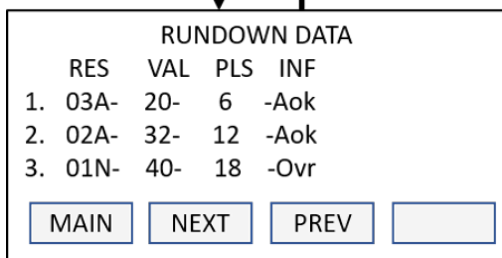 RUNDOWN DATA
RES VAL PLS INF
1. 03A- 20- 6 -Aok
2. 02A- 32- 12 -Aok
3. 01N- 40- 18 -Ovr
MAIN NEXT PREV